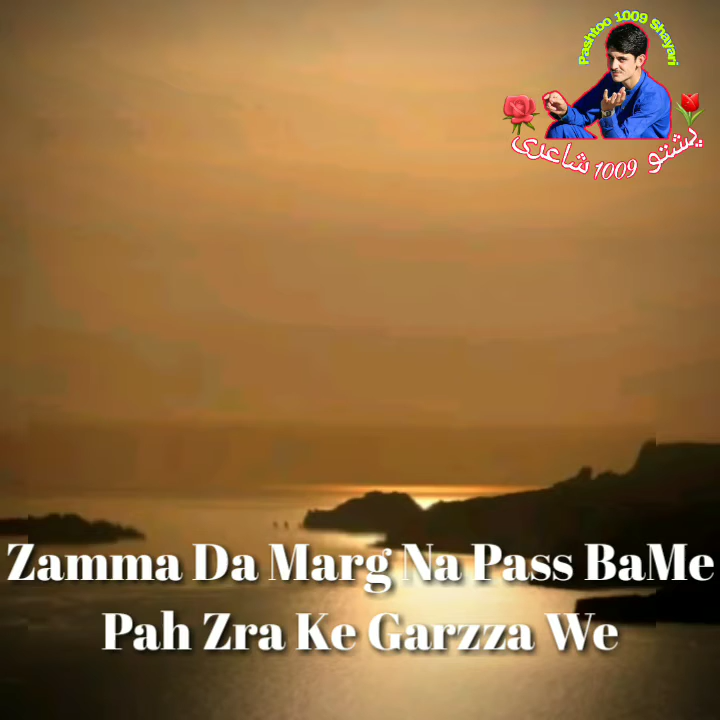 Pashtoo 1009 Shayari
پشتو 1009 شاعری
Zamma Da Marg Na Pass BaMe
Pah Zra Ke Garzza We